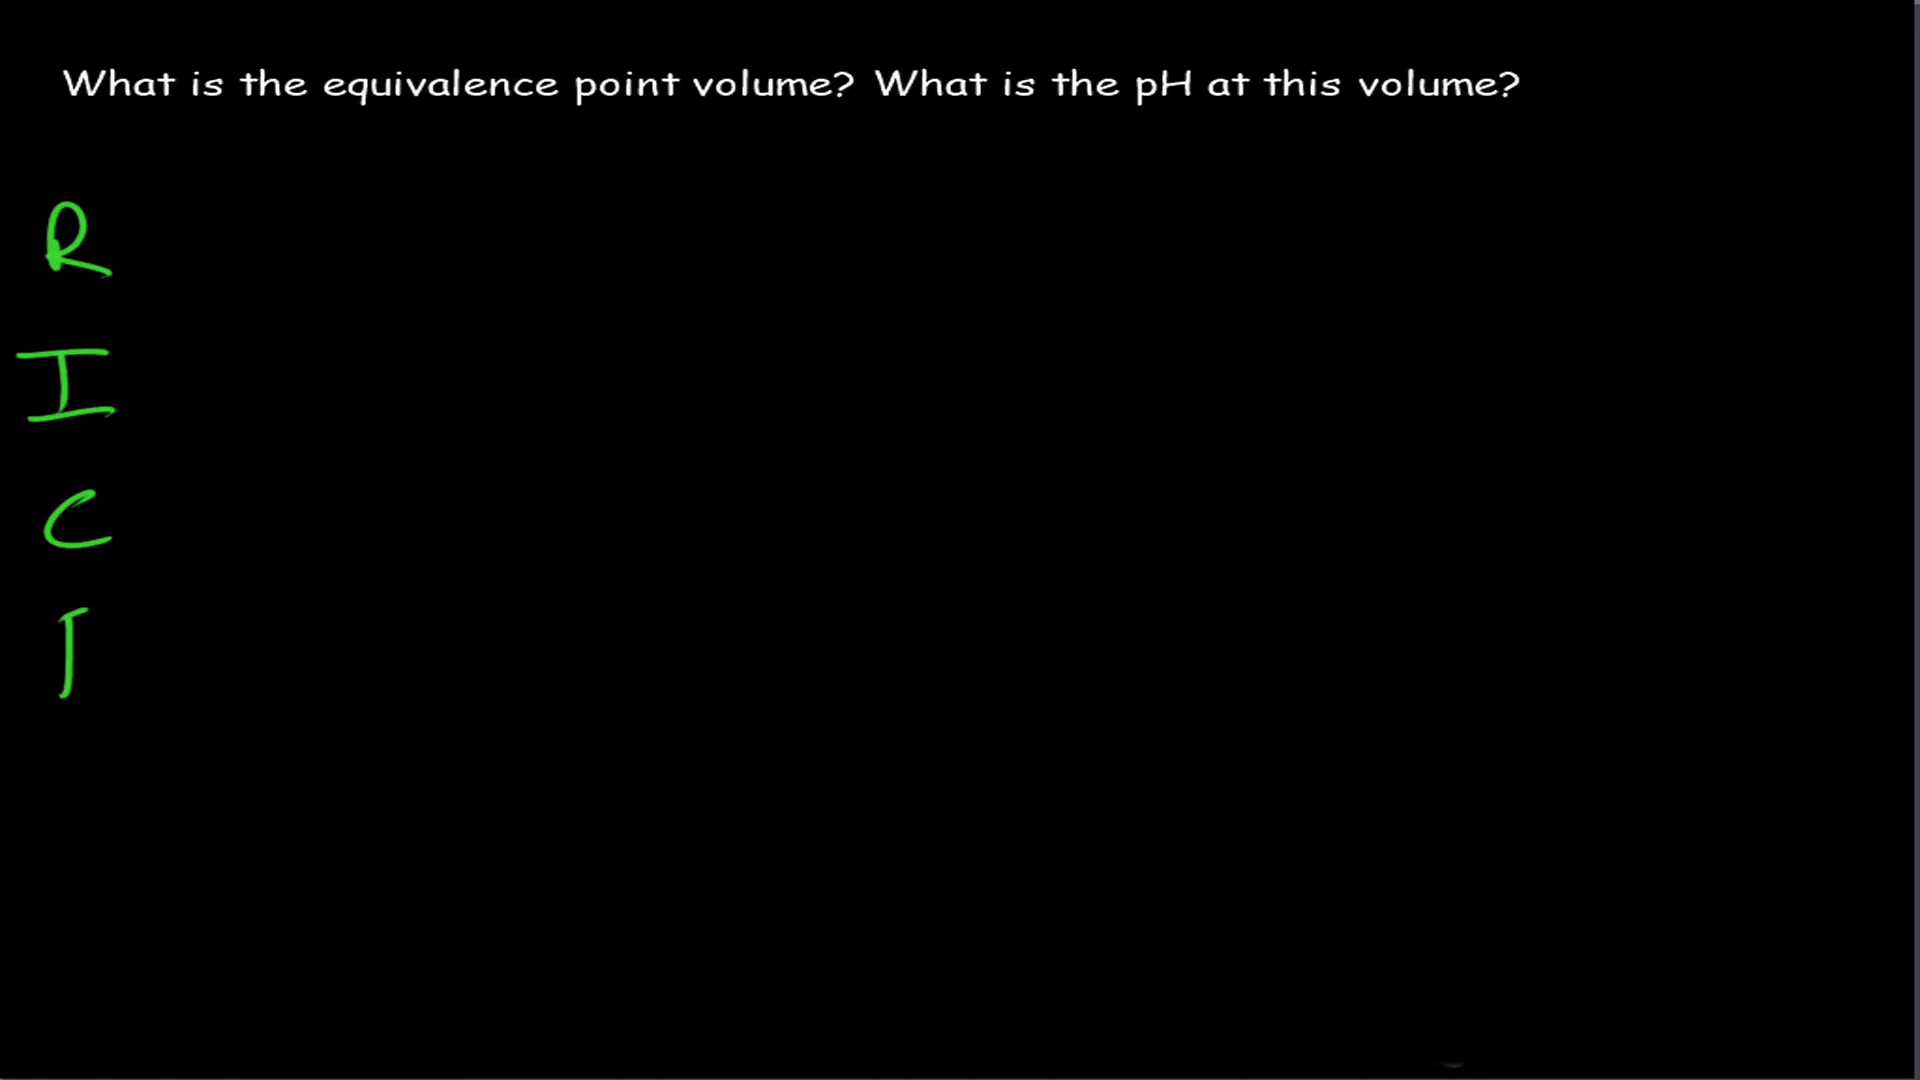 What is the equivalence point volume? What is the pH at this volume?
R
I
C